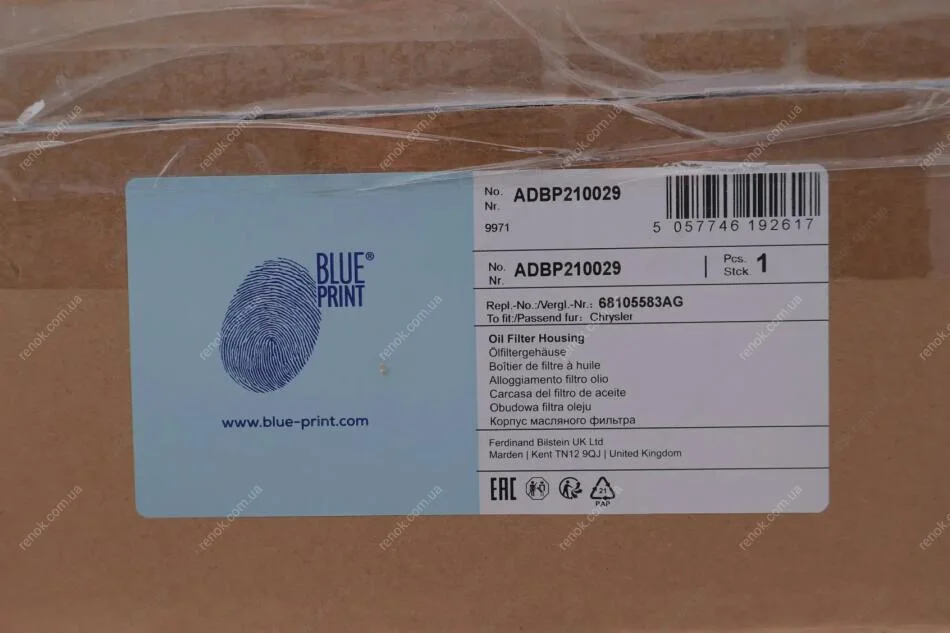 BLUE®
PRINT
www.blue-print.com
No. ADBP210029
Nr.
9971
5 057746 192617
No. ADBP210029
Nr.
Pcs. 1
Stck.
Repl.-No.:/Vergl.-Nr.: 68105583AG
To fit:/Passend fur: Chrysler
Oil Filter Housing
Ölfiltergehäuse
Boîtier de filtre à huile
Alloggiamento filtro olio
Carcasa del filtro de aceite
Obudowa filtra oleju
Корпус масляного фильтра
Ferdinand Bilstein UK Ltd
Marden | Kent TN12 9QJ | United Kingdom
EAC
21
PAP
renok.com.ua